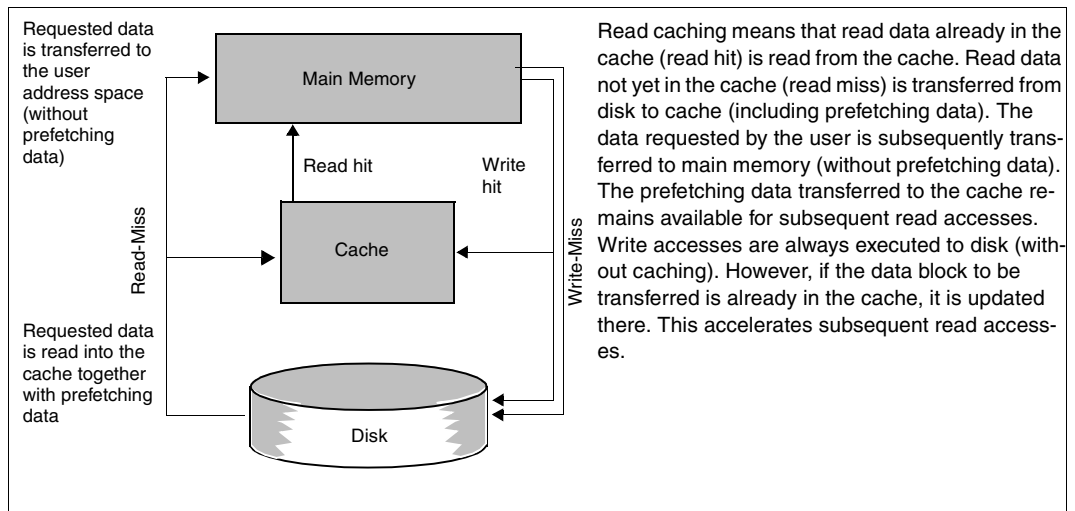 Requested data
is transferred to
the user
address space
(without
prefetching
data)
Main Memory
Read hit
Write
hit
Read-Miss
Cache
Write-Miss
Requested data
is read into the
cache together
with prefetching
data
Disk
Read caching means that read data already in the
cache (read hit) is read from the cache. Read data
not yet in the cache (read miss) is transferred from
disk to cache (including prefetching data). The
data requested by the user is subsequently trans-
ferred to main memory (without prefetching data).
The prefetching data transferred to the cache re-
mains available for subsequent read accesses.
Write accesses are always executed to disk (with-
out caching). However, if the data block to be
transferred is already in the cache, it is updated
there. This accelerates subsequent read access-
es.